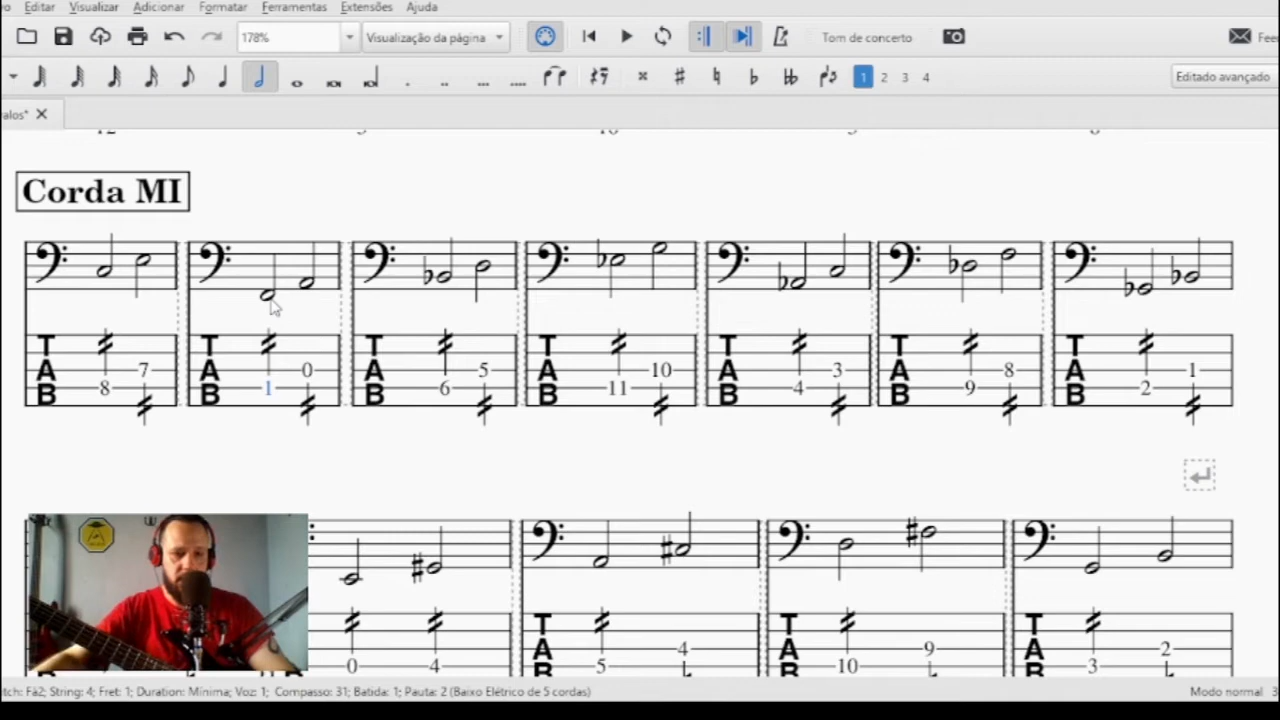 Editar Visualizar Adicionar Formatar Ferramentas Extensões Ajuda
178% Visualização da página Tom de concerto
1 2 3 4 Editado avançado
alos*
Corda MI
T A B 8 7 T A B 1 0 T A B 6 5 T A B 11 10 T A B 4 3 T A B 9 8 T A B 2 1
0 4 T A B 5 4 T A B 10 9 T A B 3 2
tch: Fá2; String: 4; Fret: 1; Duration: Mínima; Voz: 1; Compasso: 31; Batida: 1; Pauta: 2 (Baixo Elétrico de 5 cordas) Modo normal